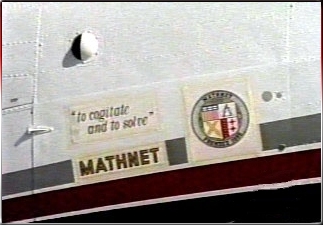 "to cogitate
and to solve"
MATHNET